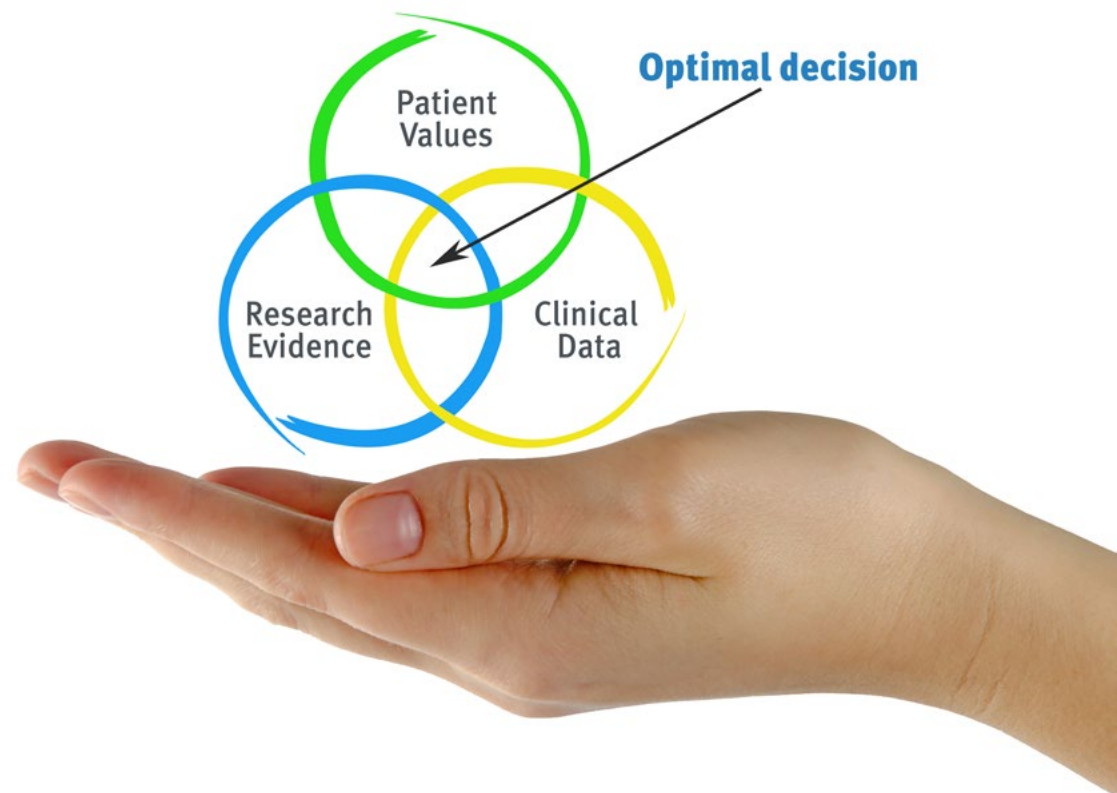 Optimal decision
Patient
Values
Research
Evidence
Clinical
Data